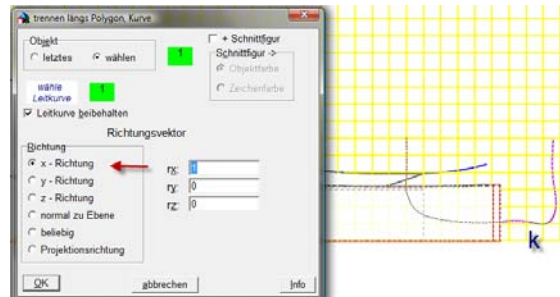 trennen längs Polygon, Kurve
Objekt
letztes
wählen
1
+ Schnittfigur
Schnittfigur ->
Objektfarbe
Zeichenfarbe
wähle
Leitkurve
1
Leitkurve beibehalten
Richtungsvektor
Richtung
x - Richtung
y - Richtung
z - Richtung
normal zu Ebene
beliebig
Projektionsrichtung
rx: 1
ry: 0
rz: 0
OK
abbrechen
Info
k